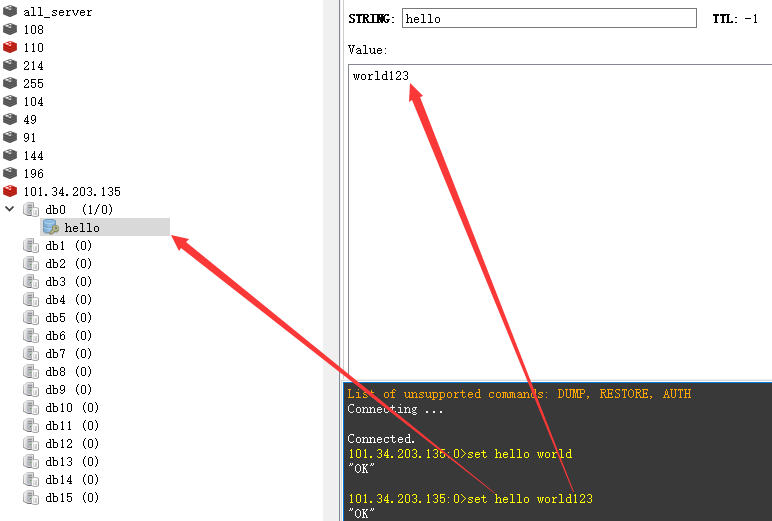 all_server
108
110
214
255
104
49
91
144
196
101.34.203.135
db0 (1/0)
hello
db1 (0)
db2 (0)
db3 (0)
db4 (0)
db5 (0)
db6 (0)
db7 (0)
db8 (0)
db9 (0)
db10 (0)
db11 (0)
db12 (0)
db13 (0)
db14 (0)
db15 (0)
STRING: hello TTL: -1
Value:
world123
List of unsupported commands: DUMP, RESTORE, AUTH
Connecting ...
Connected.
101.34.203.135:0>set hello world
"OK"
101.34.203.135:0>set hello world123
"OK"